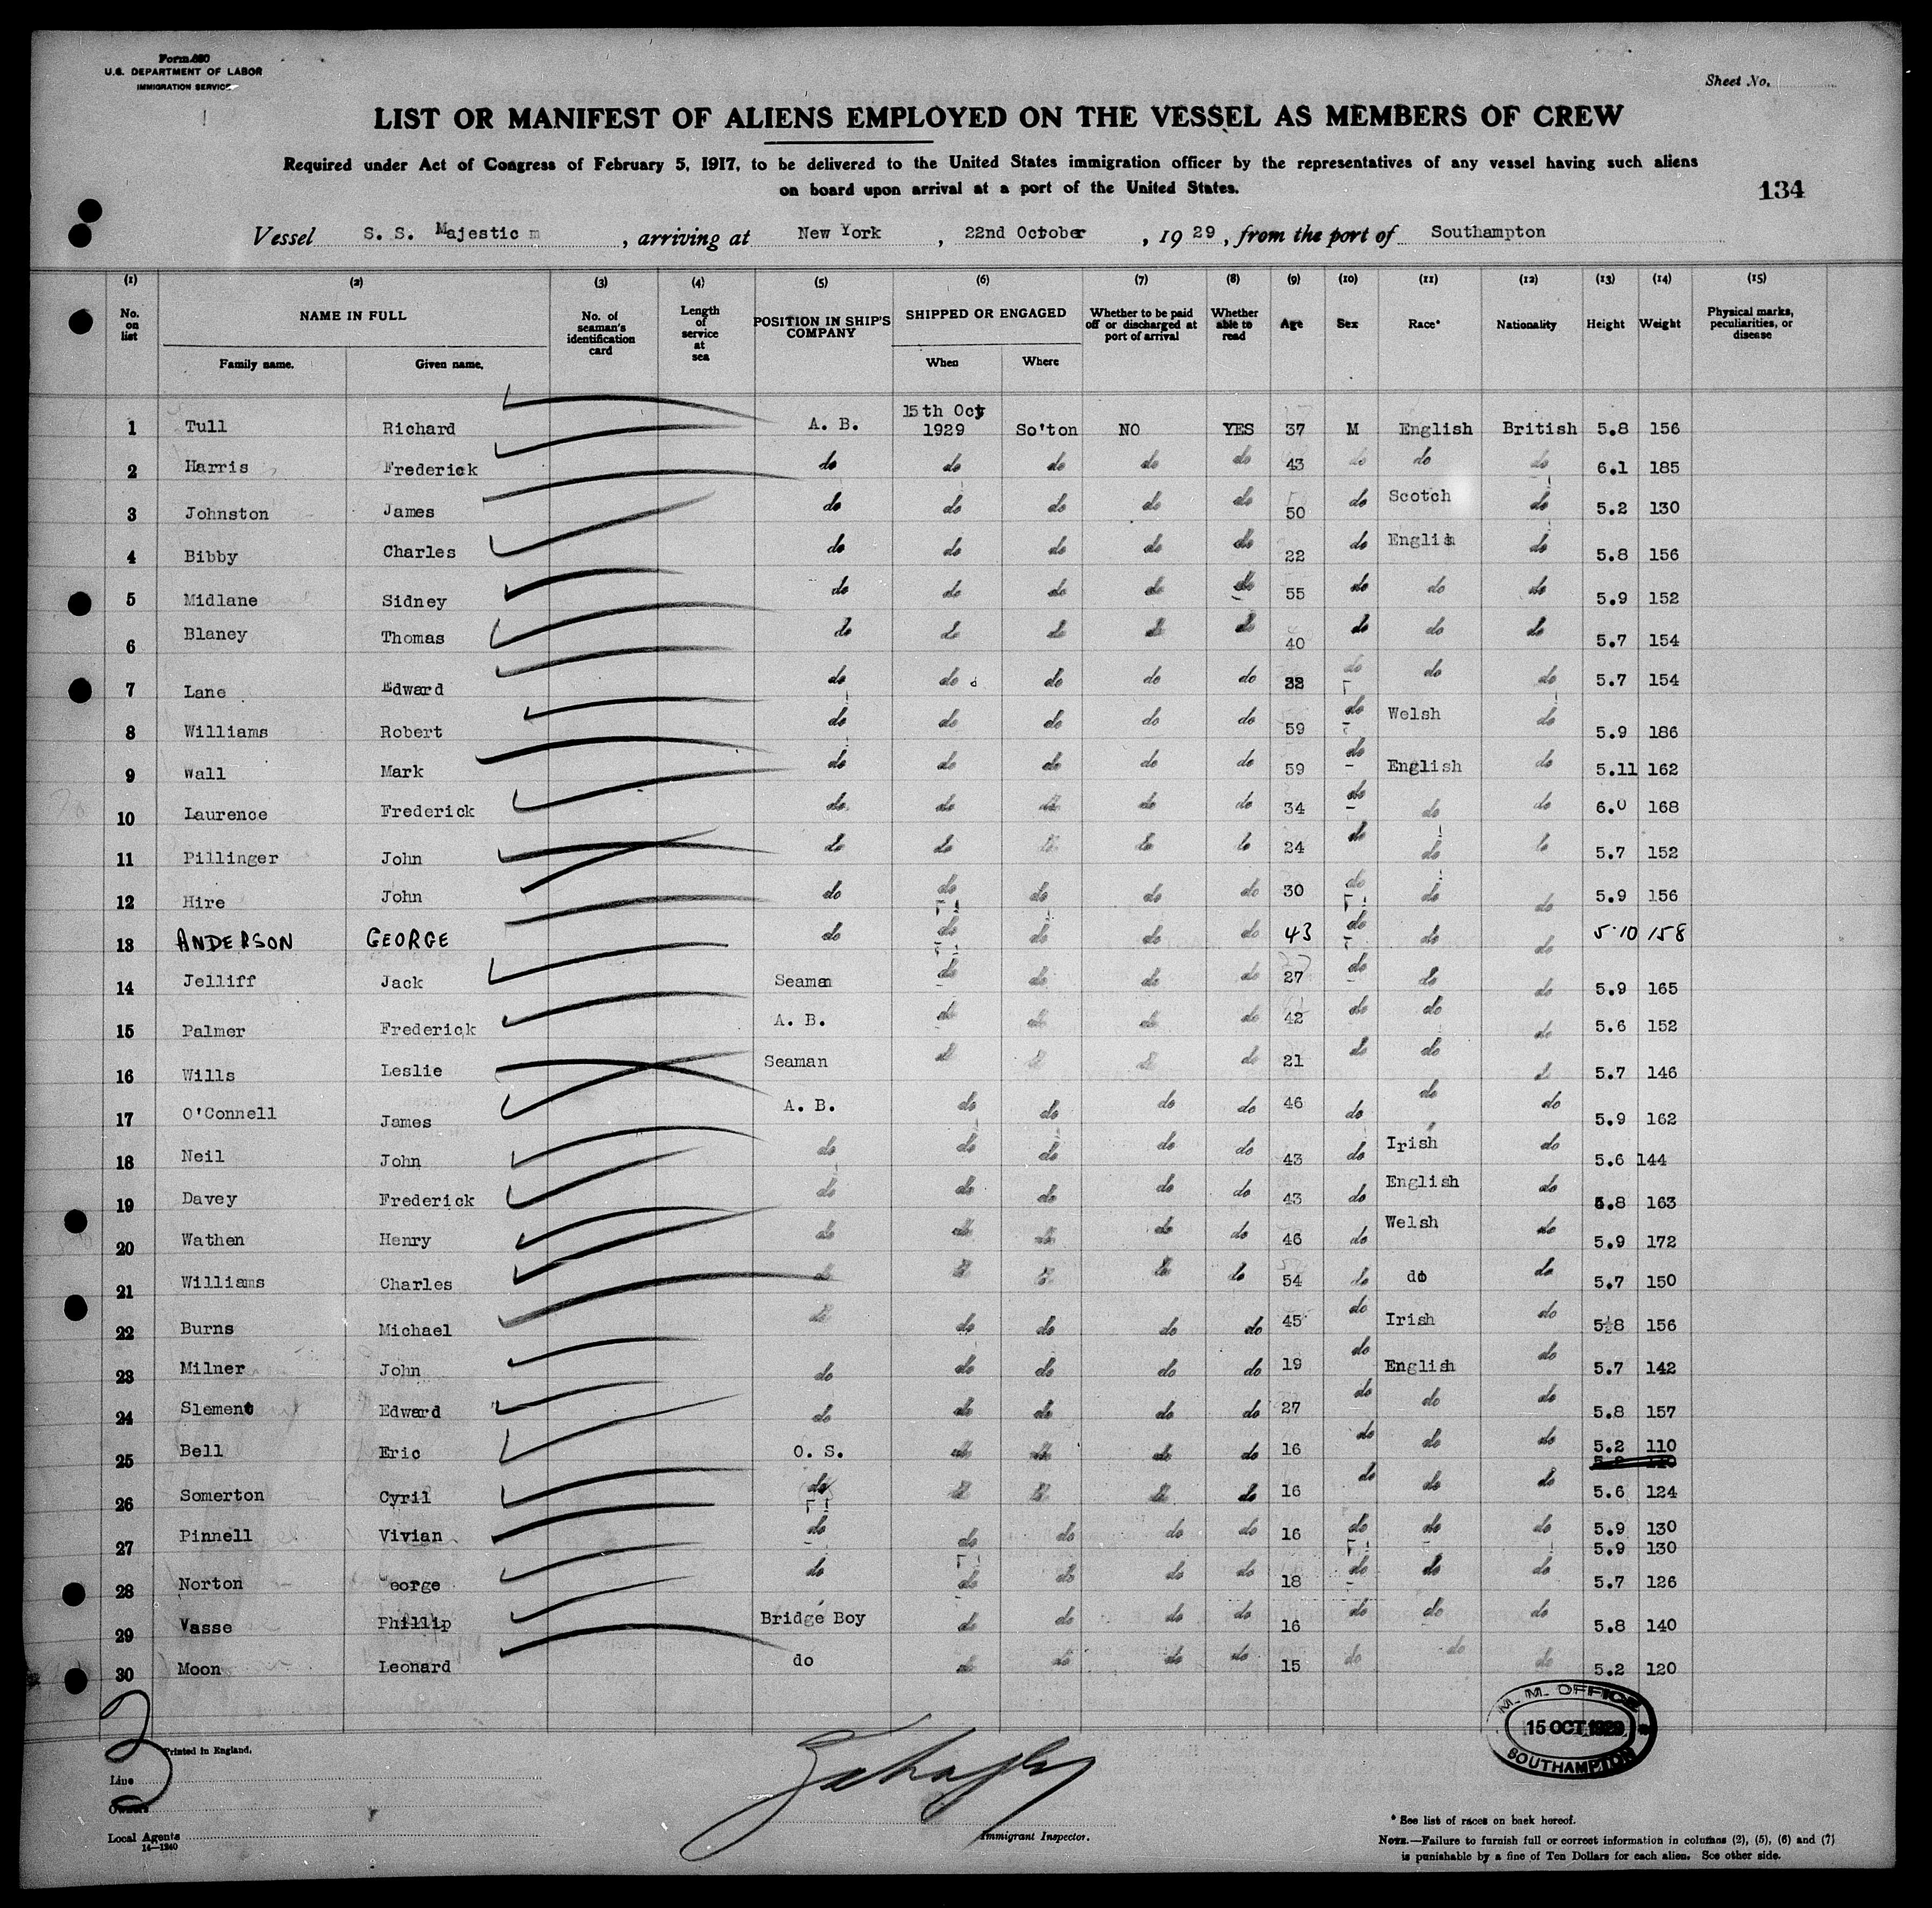 Form 680
U.S. DEPARTMENT OF LABOR
IMMIGRATION SERVICE
Sheet No.
LIST OR MANIFEST OF ALIENS EMPLOYED ON THE VESSEL AS MEMBERS OF CREW
Required under Act of Congress of February 5, 1917, to be delivered to the United States immigration officer by the representatives of any vessel having such aliens
on board upon arrival at a port of the United States.
134
Vessel S. S. Majestic m , arriving at New York , 22nd October , 19 29 , from the port of Southampton
(1) (2) (3) (4) (5) (6) (7) (8) (9) (10) (11) (12) (13) (14) (15)
No. on list NAME IN FULL Family name. Given name. No. of seaman's identification card Length of service at sea POSITION IN SHIP'S COMPANY SHIPPED OR ENGAGED When Where Whether to be paid off or discharged at port of arrival Whether able to read Age Sex Race* Nationality Height Weight Physical marks, peculiarities, or disease
1 Tull Richard A. B. 15th Oct 1929 So'ton NO YES 37 M English British 5.8 156
2 Harris Frederick do do do do do 43 do do do 6.1 185
3 Johnston James do do do do do 50 do Scotch do 5.2 130
4 Bibby Charles do do do do do 22 do English do 5.8 156
5 Midlane Sidney do do do do do 55 do do do 5.9 152
6 Blaney Thomas do do do do do 40 do do do 5.7 154
7 Lane Edward do do do do do do do do 5.7 154
8 Williams Robert do do do do do 59 do Welsh do 5.9 186
9 Wall Mark do do do do do 59 do English do 5.11 162
10 Laurence Frederick do do do do do 34 do do do 6.0 168
11 Pillinger John do do do do do 24 do do do 5.7 152
12 Hire John do do do do do 30 do do do 5.9 156
13 ANDERSON GEORGE do do do do do 43 do do do 5.10 158
14 Jelliff Jack Seaman do do do do 27 do do do 5.9 165
15 Palmer Frederick A. B. do do do do 42 do do do 5.6 152
16 Wills Leslie Seaman do do do do 21 do do do 5.7 146
17 O'Connell James A. B. do do do do 46 do do do 5.9 162
18 Neil John do do do do do 43 do Irish do 5.6 144
19 Davey Frederick do do do do do 43 do English do 5.8 163
20 Wathen Henry do do do do do 46 do Welsh do 5.9 172
21 Williams Charles do do do do do 54 do do do 5.7 150
22 Burns Michael do do do do do 45 do Irish do 5.8 156
23 Milner John do do do do do 19 do English do 5.7 142
24 Slement Edward do do do do do 27 do do do 5.8 157
25 Bell Eric O. S. do do do do 16 do do do 5.2 110
26 Somerton Cyril do do do do do 16 do do do 5.6 124
27 Pinnell Vivian do do do do do 16 do do do 5.9 130
5.9 130
28 Norton George do do do do do 18 do do do 5.7 126
29 Vasse Phillip Bridge Boy do do do do 16 do do do 5.8 140
30 Moon Leonard do do do do do 15 do do do 5.2 120
M. M. OFFICE
15 OCT 1929
SOUTHAMPTON
3
Printed in England.
Line
Owners
Local Agents
14—1240
Immigrant Inspector.
* See list of races on back hereof.
NOTE.—Failure to furnish full or correct information in columns (2), (5), (6) and (7)
is punishable by a fine of Ten Dollars for each alien. See other side.